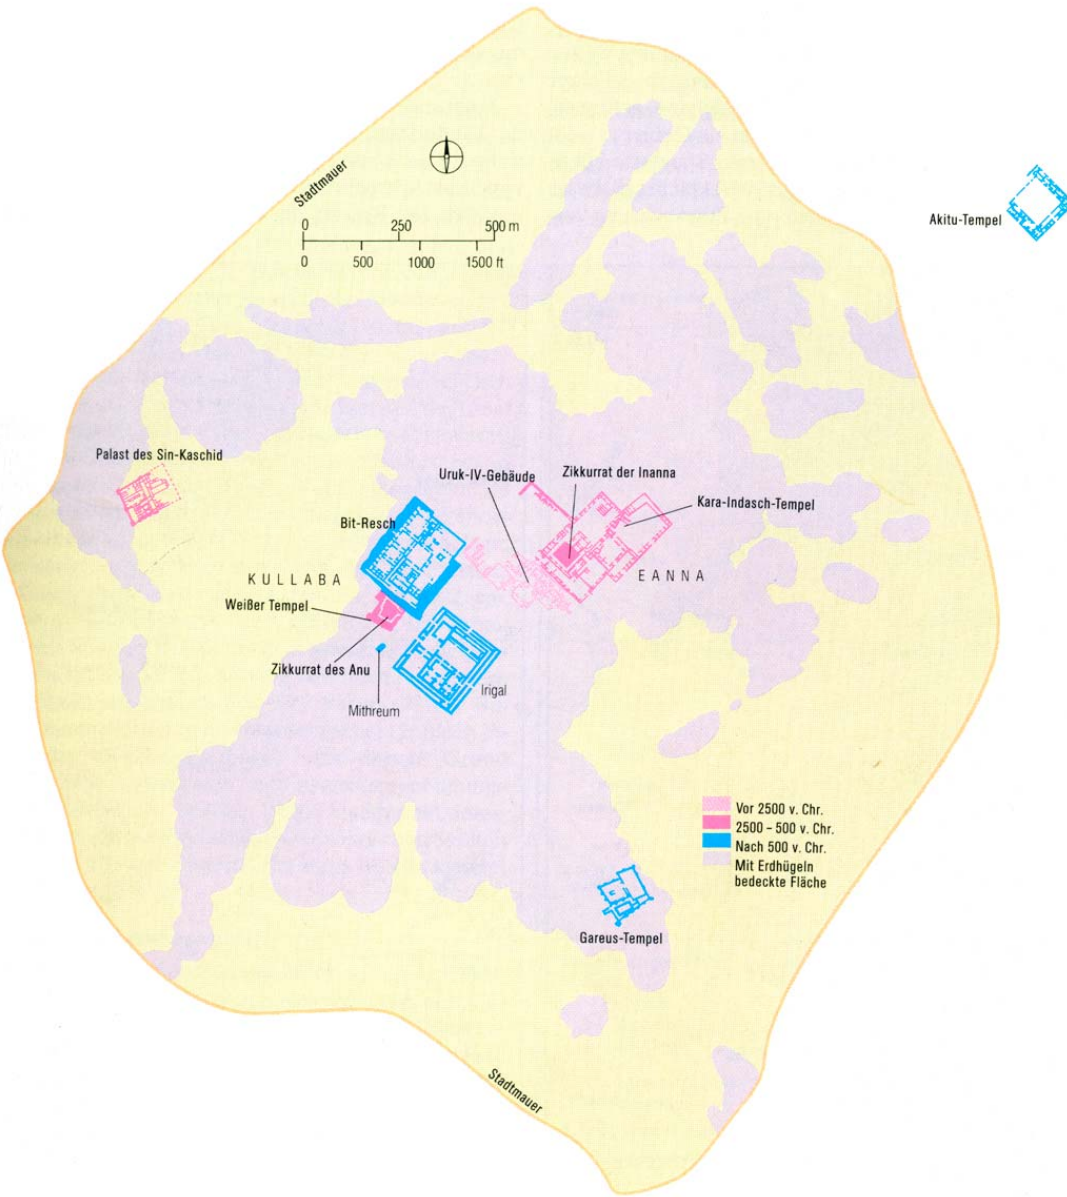 Stadtmauer
0 250 500 m
0 500 1000 1500 ft
Akitu-Tempel
Palast des Sin-Kaschid
Uruk-IV-Gebäude
Zikkurrat der Inanna
Kara-Indasch-Tempel
Bit-Resch
KULLABA
EANNA
Weißer Tempel
Zikkurrat des Anu
Irigal
Mithreum
Vor 2500 v. Chr.
2500 – 500 v. Chr.
Nach 500 v. Chr.
Mit Erdhügeln
bedeckte Fläche
Gareus-Tempel
Stadtmauer